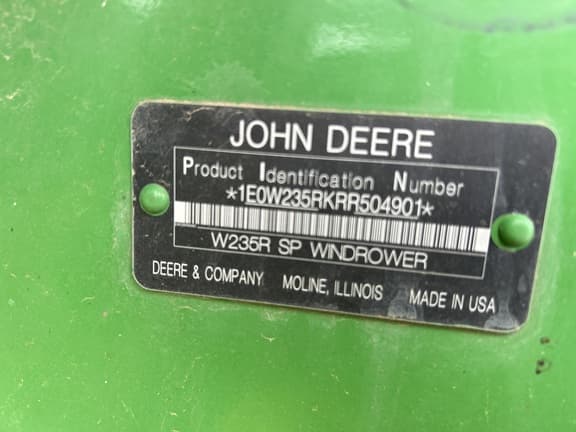 JOHN DEERE
Product Identification Number
*1E0W235RKRR504901*
W235R SP WINDROWER
DEERE & COMPANY MOLINE, ILLINOIS MADE IN USA